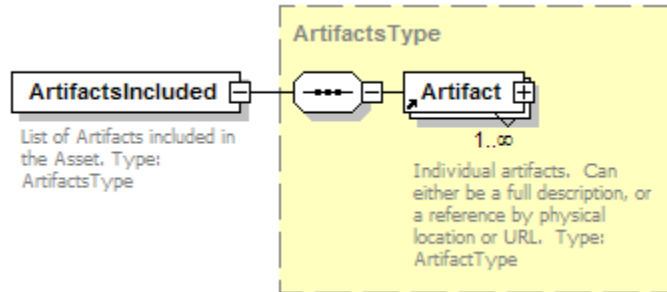 ArtifactsType
ArtifactsIncluded
List of Artifacts included in
the Asset. Type:
ArtifactsType
Artifact
1..∞
Individual artifacts.  Can
either be a full description, or
a reference by physical
location or URL.  Type:
ArtifactType